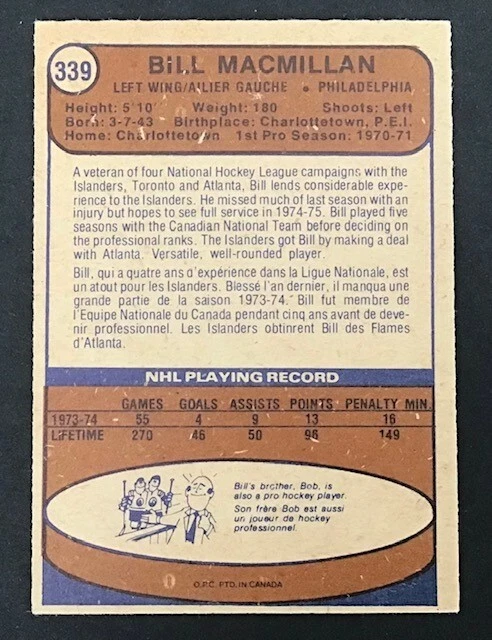 339
BILL MACMILLAN
LEFT WING/AILIER GAUCHE • PHILADELPHIA
Height: 5'10 Weight: 180 Shoots: Left
Born: 3-7-43 Birthplace: Charlottetown, P.E.I.
Home: Charlottetown 1st Pro Season: 1970-71
A veteran of four National Hockey League campaigns with the
Islanders, Toronto and Atlanta, Bill lends considerable expe-
rience to the Islanders. He missed much of last season with an
injury but hopes to see full service in 1974-75. Bill played five
seasons with the Canadian National Team before deciding on
the professional ranks. The Islanders got Bill by making a deal
with Atlanta. Versatile, well-rounded player.
Bill, qui a quatre ans d'expérience dans la Ligue Nationale, est
un atout pour les Islanders. Blessé l'an dernier, il manqua une
grande partie de la saison 1973-74. Bill fut membre de
l'Equipe Nationale du Canada pendant cinq ans avant de deve-
nir professionnel. Les Islanders obtinrent Bill des Flames
d'Atlanta.
NHL PLAYING RECORD
GAMES GOALS ASSISTS POINTS PENALTY MIN.
1973-74 55 4 9 13 16
LIFETIME 270 46 50 96 149
Bill's brother, Bob, is
also a pro hockey player.
Son frère Bob est aussi
un joueur de hockey
professionnel.
O.P.C. PTD. IN CANADA